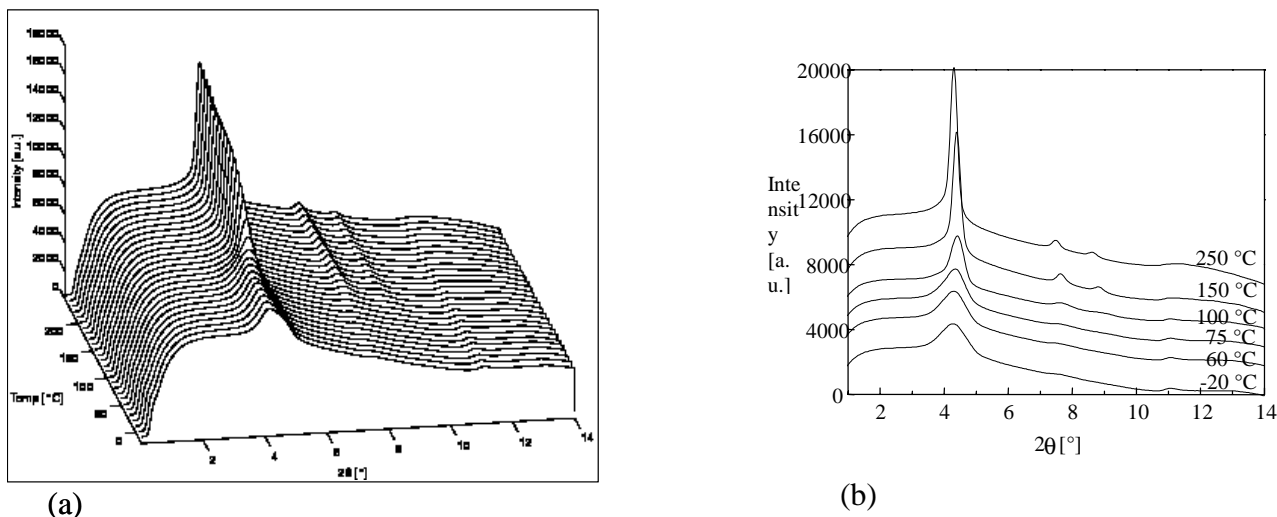 18000
16000
14000
12000
10000
8000
6000
4000
2000
0
Intensity [a.u.]
200
150
100
50
0
Temp [°C]
2
4
6
8
10
12
14
2θ [°]
(a)
20000
16000
12000
8000
4000
0
Inte
nsit
y
[a.
u.]
250 °C
150 °C
100 °C
75 °C
60 °C
-20 °C
2 4 6 8 10 12 14
2θ [°]
(b)